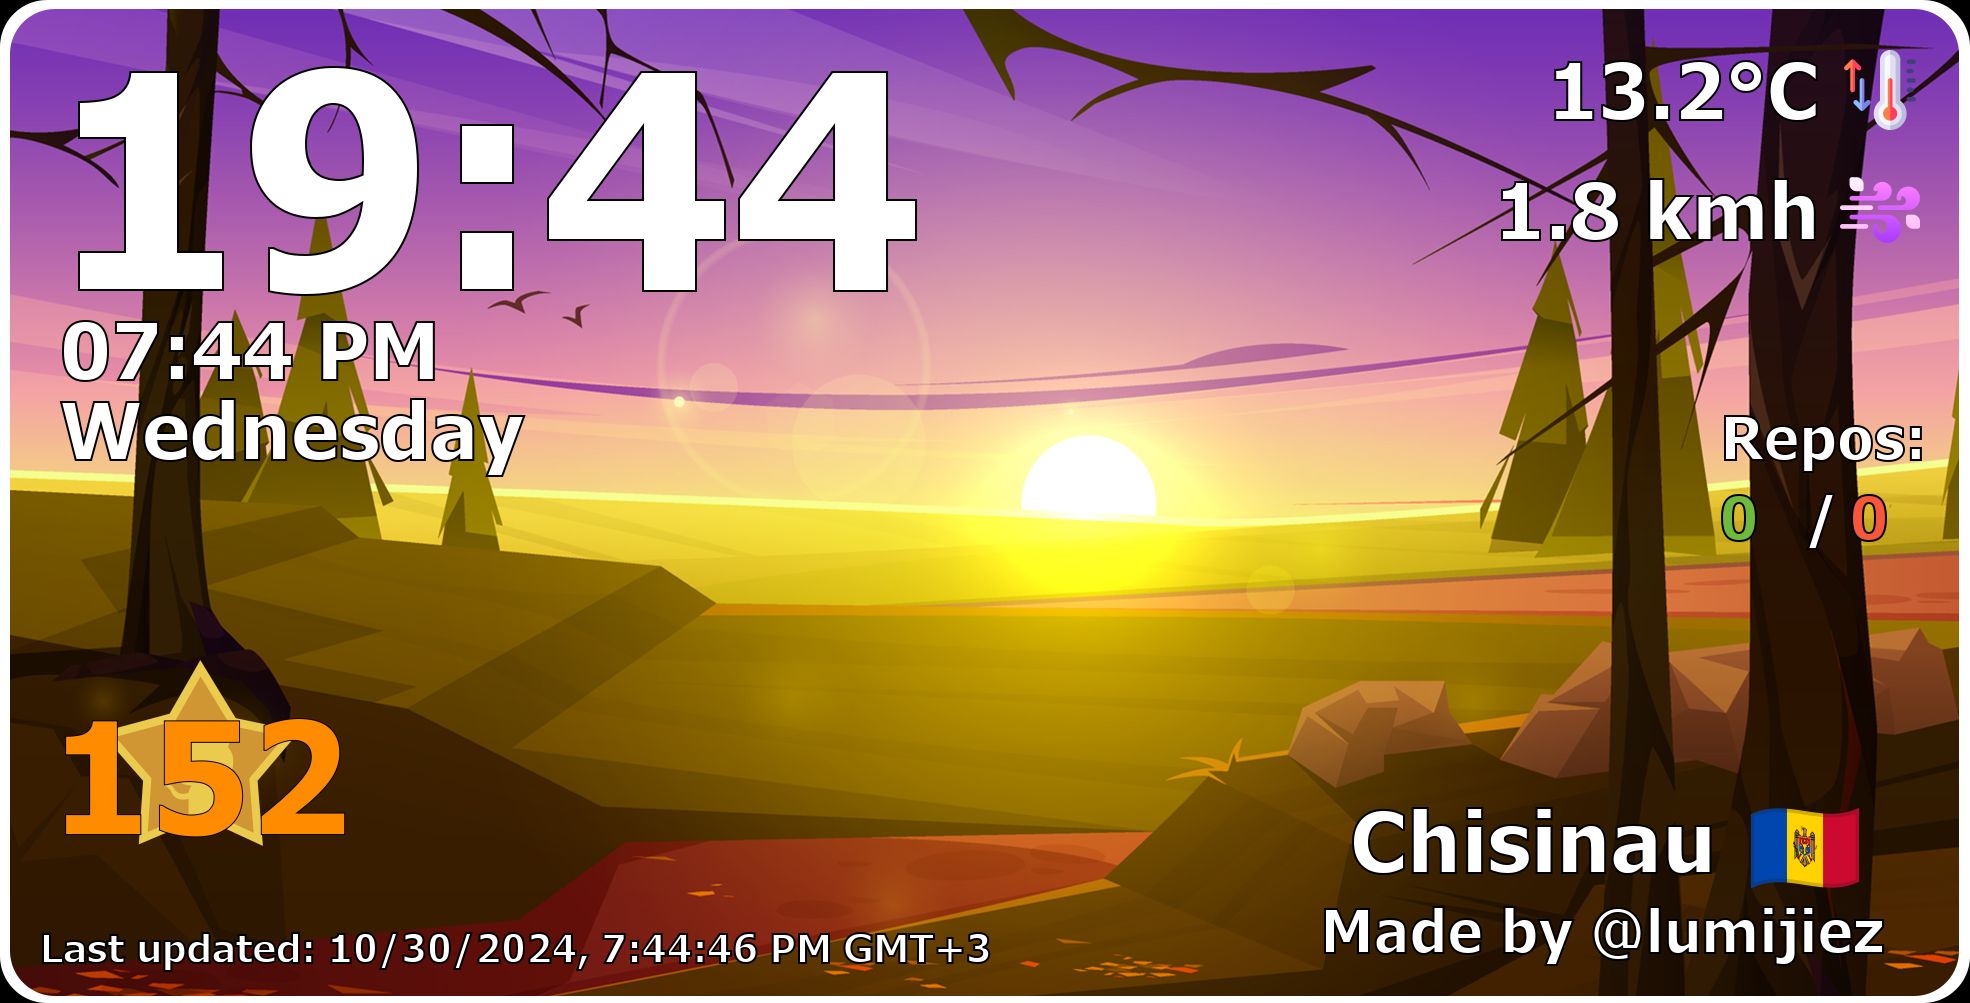 19:44
07:44 PM
Wednesday
13.2°C
1.8 kmh
Repos:
0 / 0
152
Chisinau
Made by @lumijiez
Last updated: 10/30/2024, 7:44:46 PM GMT+3